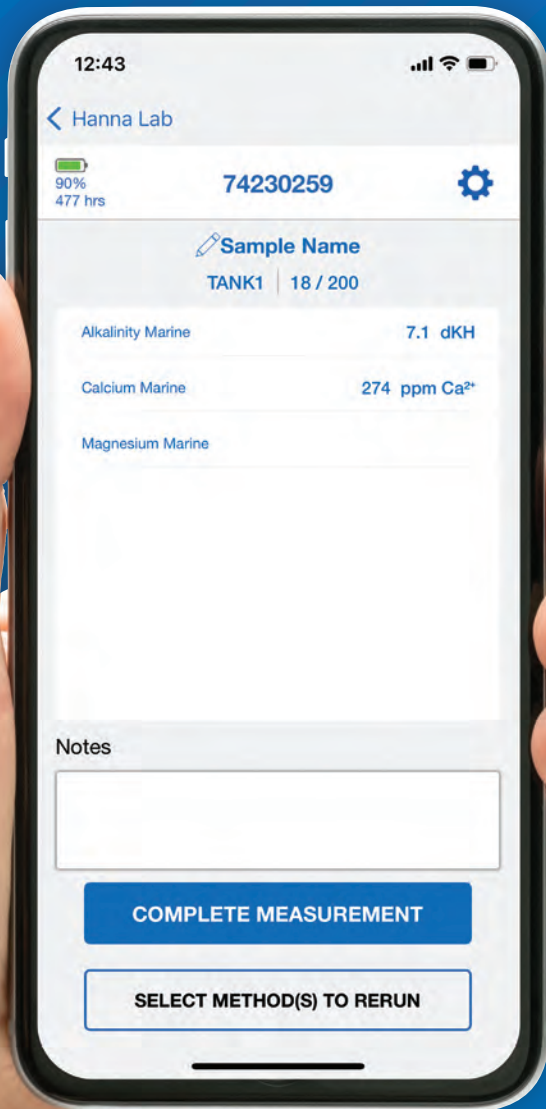 12:43
Hanna Lab
90%
477 hrs
74230259
Sample Name
TANK1 | 18 / 200
Alkalinity Marine 7.1 dKH
Calcium Marine 274 ppm Ca²⁺
Magnesium Marine
Notes
COMPLETE MEASUREMENT
SELECT METHOD(S) TO RERUN